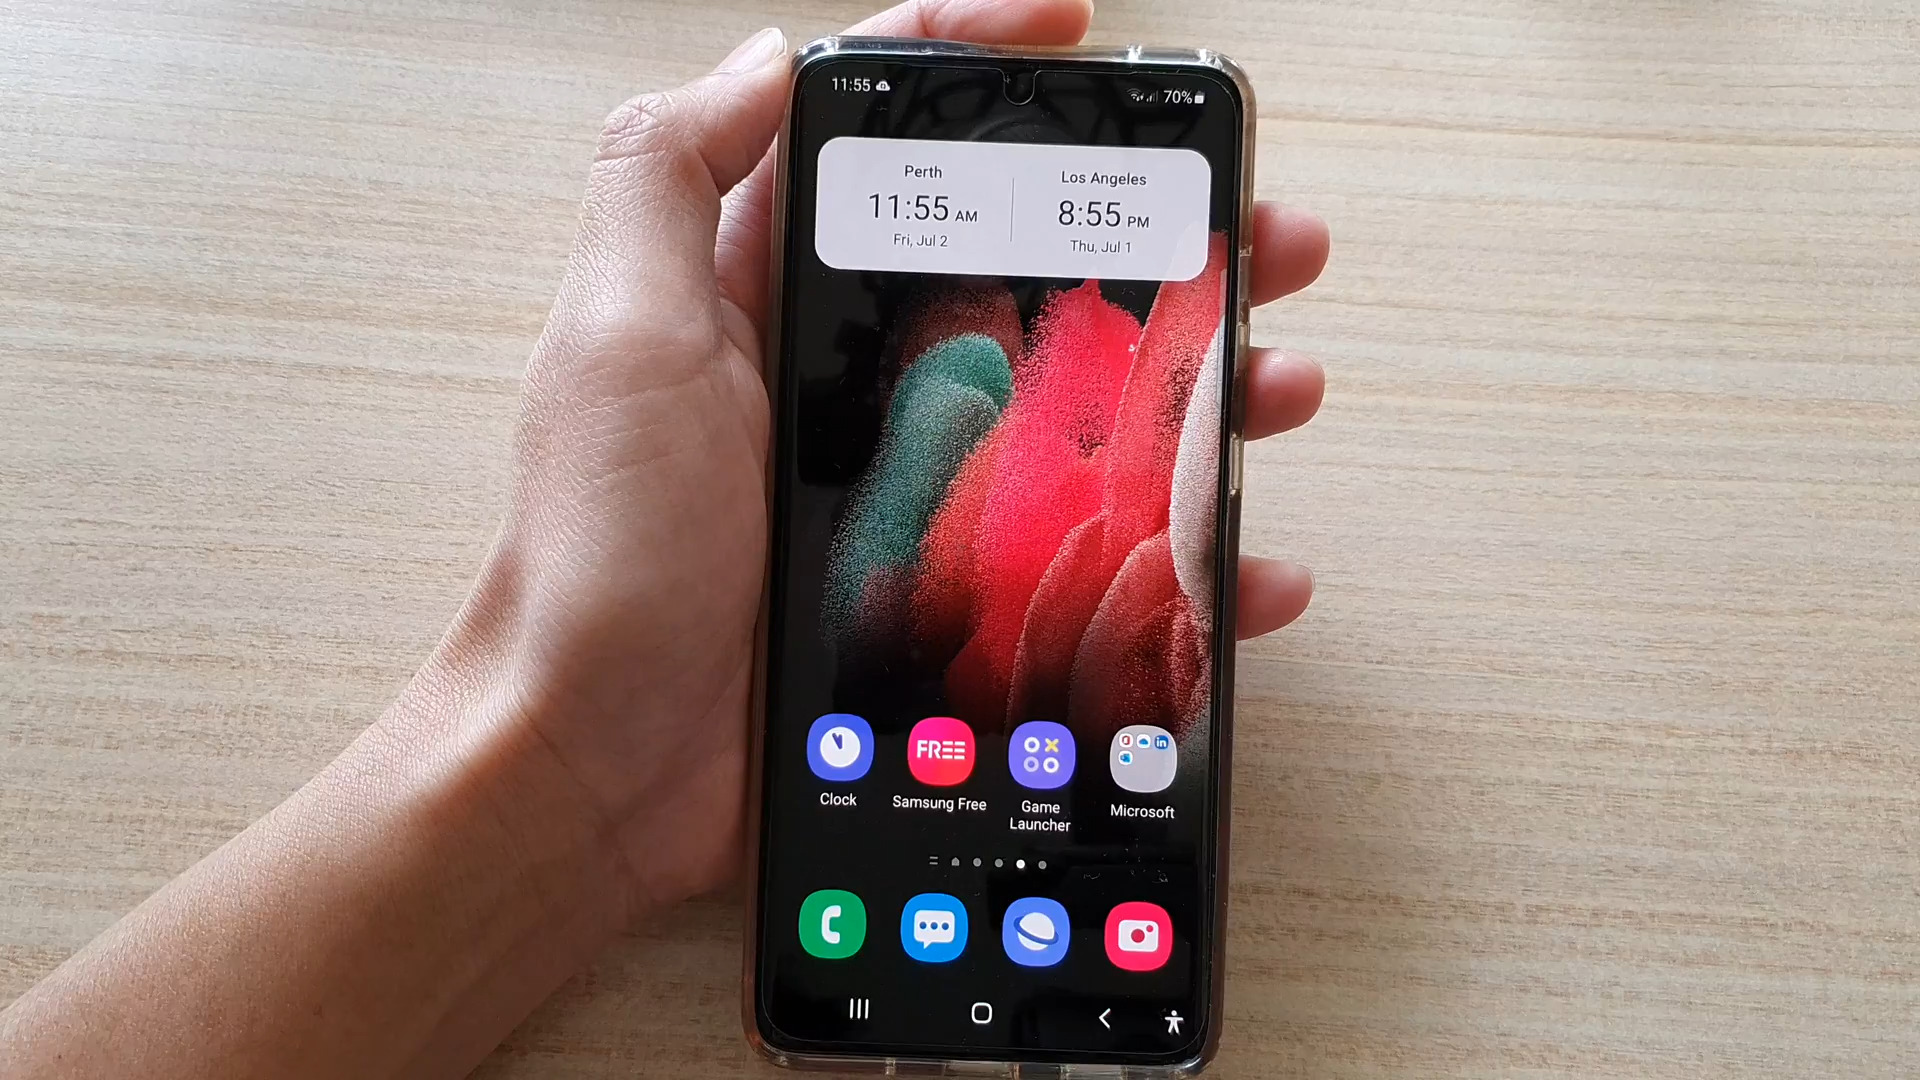 11:55
70%
Perth
11:55 AM
Fri, Jul 2
Los Angeles
8:55 PM
Thu, Jul 1
FREE
in
Clock
Samsung Free
Game
Launcher
Microsoft